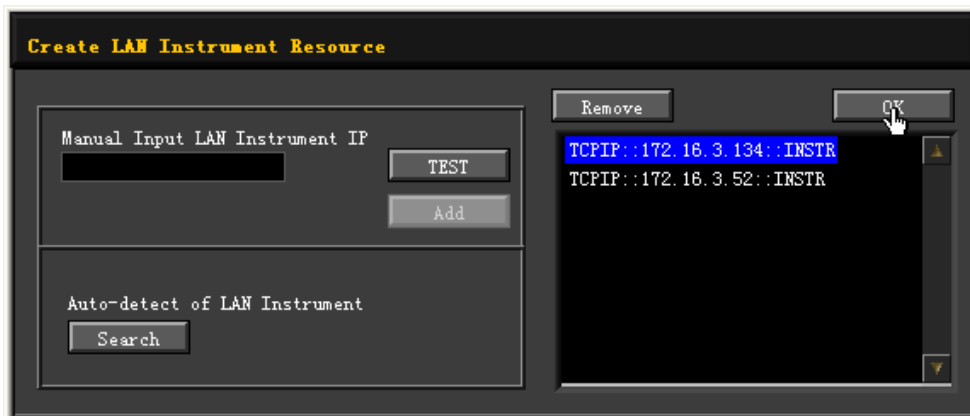 Create LAN Instrument Resource
Manual Input LAN Instrument IP
TEST
Add
Auto-detect of LAN Instrument
Search
Remove
OK
TCPIP::172.16.3.134::INSTR
TCPIP::172.16.3.52::INSTR